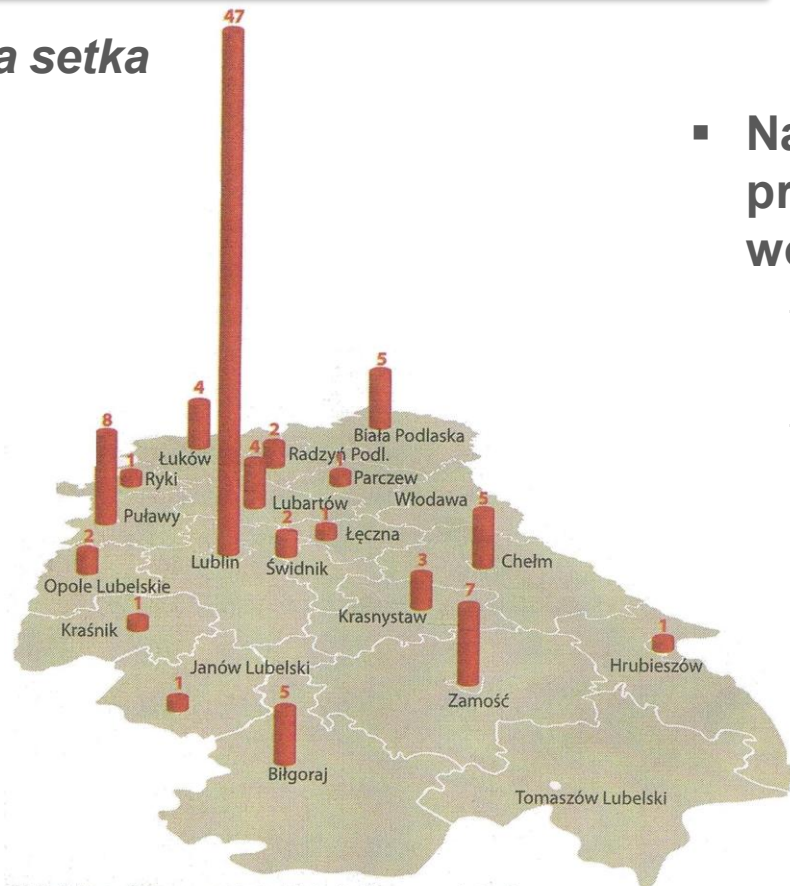 47
a setka
▪ Na
pr
we
5
Biała Podlaska
4
Łuków
2
Radzyń Podl.
8
Puławy
1
Ryki
4
Lubartów
1
Parczew
Włodawa
5
Chełm
1
Łęczna
2
Świdnik
Lublin
2
Opole Lubelskie
3
Krasnystaw
7
Zamość
1
Kraśnik
1
Hrubieszów
Janów Lubelski
1
5
Biłgoraj
Tomaszów Lubelski